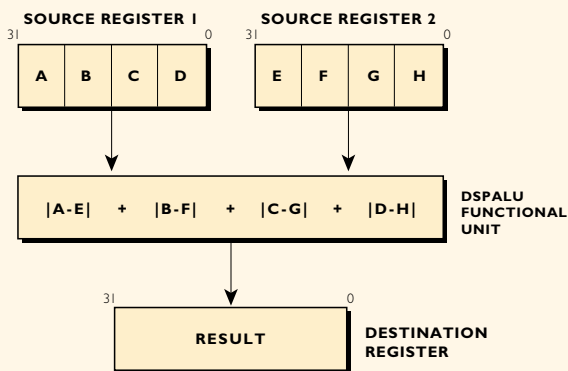 SOURCE REGISTER 1 SOURCE REGISTER 2
31 0 31 0
A B C D E F G H
|A-E| + |B-F| + |C-G| + |D-H|
DSPALU
FUNCTIONAL
UNIT
31 0
RESULT
DESTINATION
REGISTER